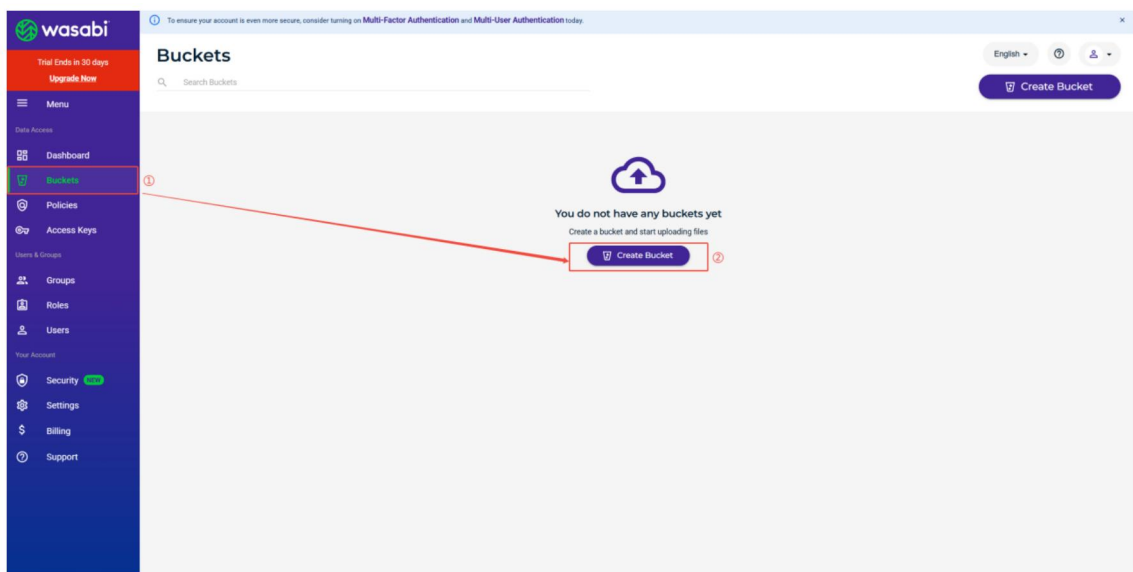 wasabi
Trial Ends in 30 days
Upgrade Now
Menu
Data Access
Dashboard
Buckets
Policies
Access Keys
Users & Groups
Groups
Roles
Users
Your Account
Security NEW
Settings
Billing
Support
To ensure your account is even more secure, consider turning on Multi-Factor Authentication and Multi-User Authentication today.
×
Buckets
English
Search Buckets
Create Bucket
①
You do not have any buckets yet
Create a bucket and start uploading files
Create Bucket
②